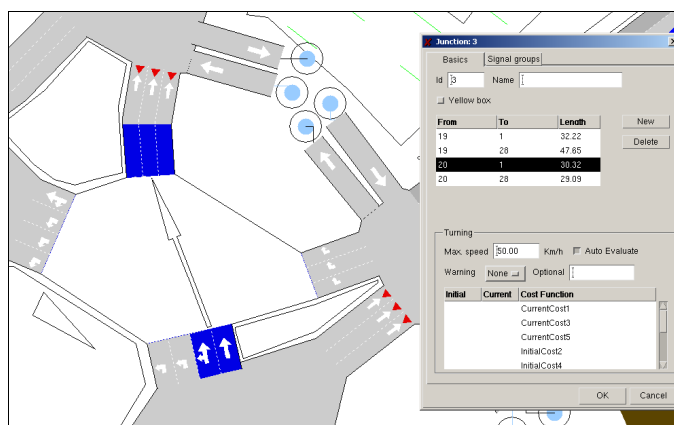 Junction: 3
Basics Signal groups
Id 3 Name
Yellow box
From To Length
19 1 32.22
19 28 47.65
20 1 30.32
20 28 29.09
New
Delete
Turning
Max. speed 50.00 Km/h Auto Evaluate
Warning None Optional
Initial Current Cost Function
CurrentCost1
CurrentCost3
CurrentCost5
InitialCost2
InitialCost4
OK Cancel